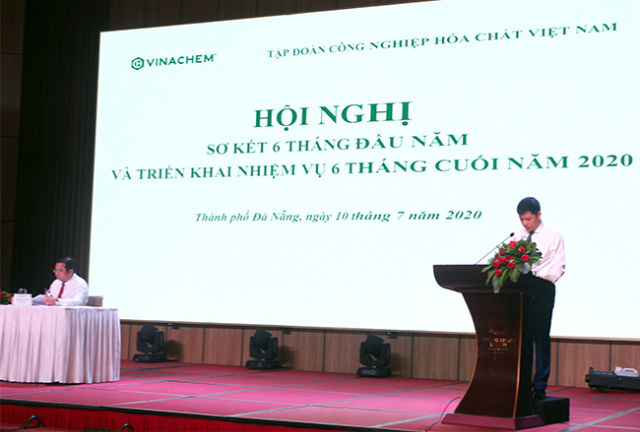 VINACHEM
TẬP ĐOÀN CÔNG NGHIỆP HÓA CHẤT VIỆT NAM
HỘI NGHỊ
SƠ KẾT 6 THÁNG ĐẦU NĂM
VÀ TRIỂN KHAI NHIỆM VỤ 6 THÁNG CUỐI NĂM 2020
Thành phố Đà Nẵng, ngày 10 tháng 7 năm 2020